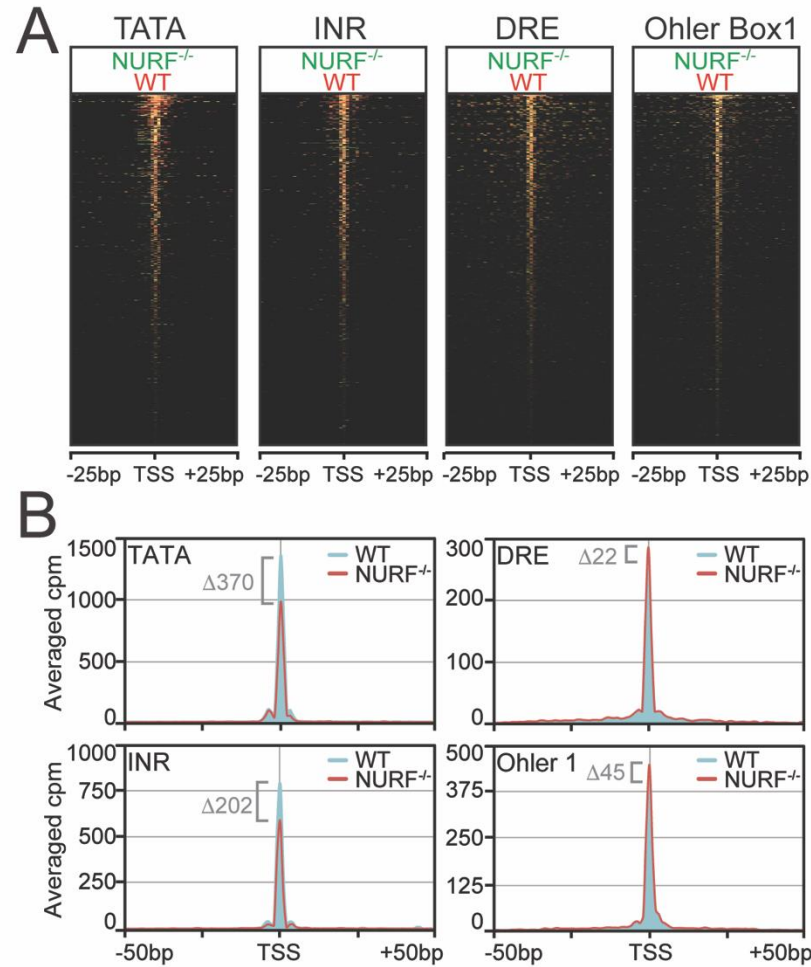 A
TATA INR DRE Ohler Box1
NURF-/- NURF-/- NURF-/- NURF-/-
WT WT WT WT
-25bp TSS +25bp -25bp TSS +25bp -25bp TSS +25bp -25bp TSS +25bp
B
Averaged cpm
1500
1000
500
0
TATA
Δ370
WT
NURF-/-
300
200
100
0
DRE
Δ22
WT
NURF-/-
Averaged cpm
1000
750
500
250
0
INR
Δ202
WT
NURF-/-
-50bp TSS +50bp
500
375
250
125
0
Ohler 1
Δ45
WT
NURF-/-
-50bp TSS +50bp